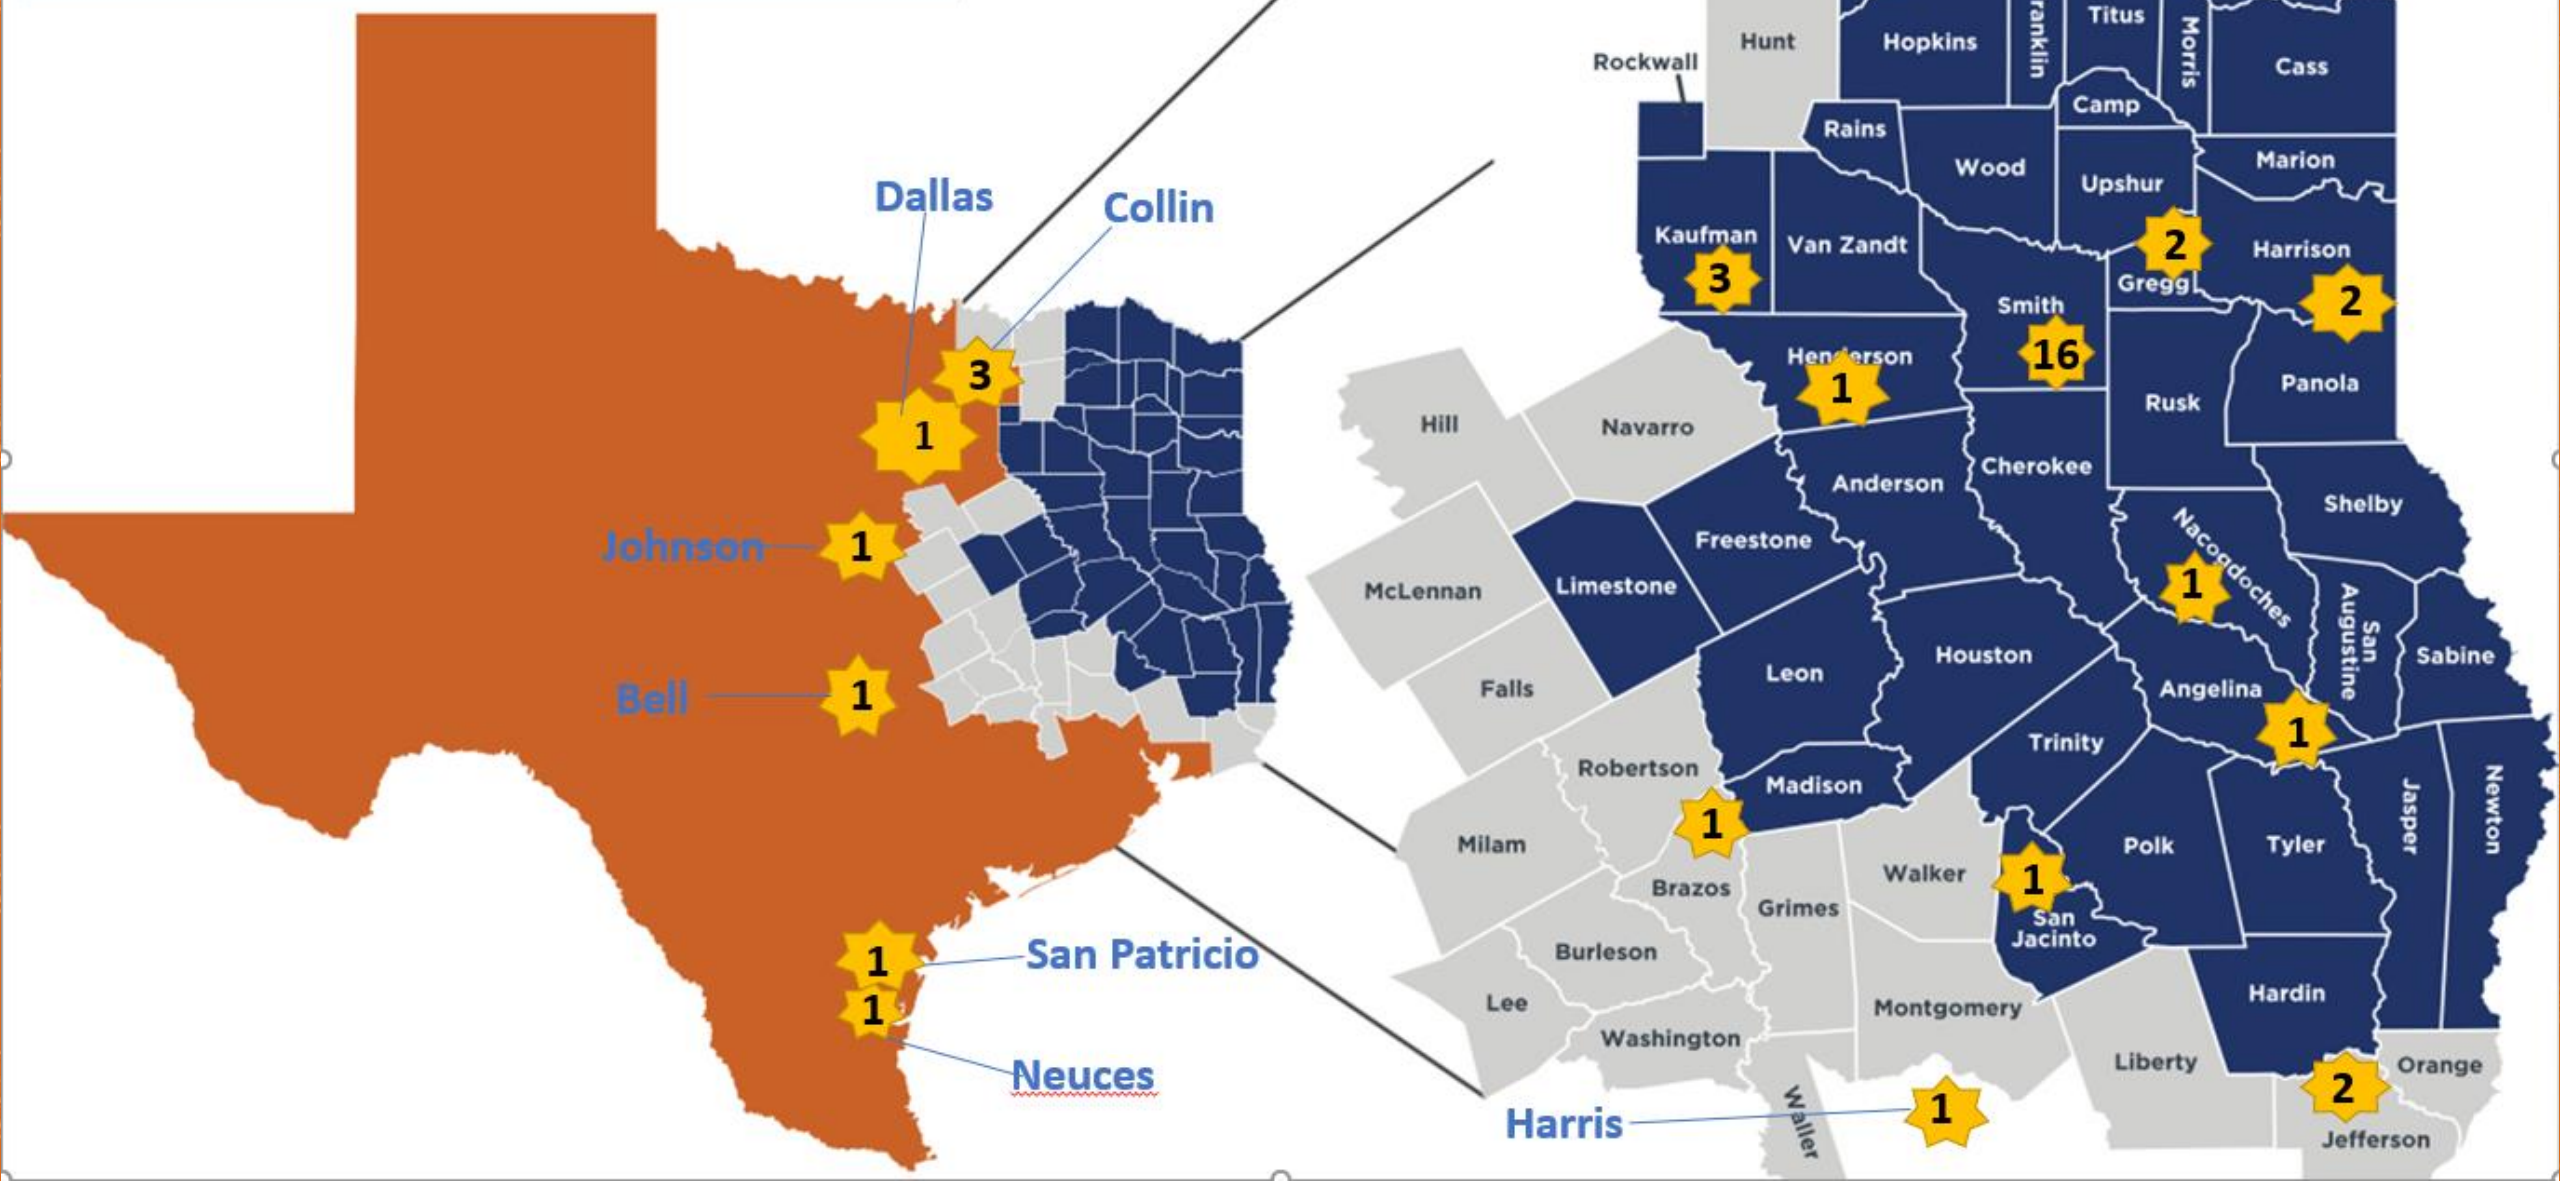 Dallas
Collin
3
1
Johnson
1
Bell
1
1
San Patricio
1
Neuces
Rockwall
Hunt
Hopkins
ranklin
Titus
Morris
Cass
Camp
Rains
Wood
Upshur
Marion
Kaufman
3
Van Zandt
2
Harrison
Gregg
2
Smith
16
Henderson
1
Rusk
Panola
Hill
Navarro
Anderson
Cherokee
Shelby
Freestone
Nacogdoches
1
McLennan
Limestone
San
Augustine
Sabine
Falls
Leon
Houston
Angelina
1
Trinity
Robertson
1
Madison
Milam
Jasper
Newton
Polk
Tyler
Brazos
Grimes
Walker
1
San
Jacinto
Burleson
Lee
Washington
Montgomery
Hardin
Liberty
Orange
2
Jefferson
Harris
1
Waller